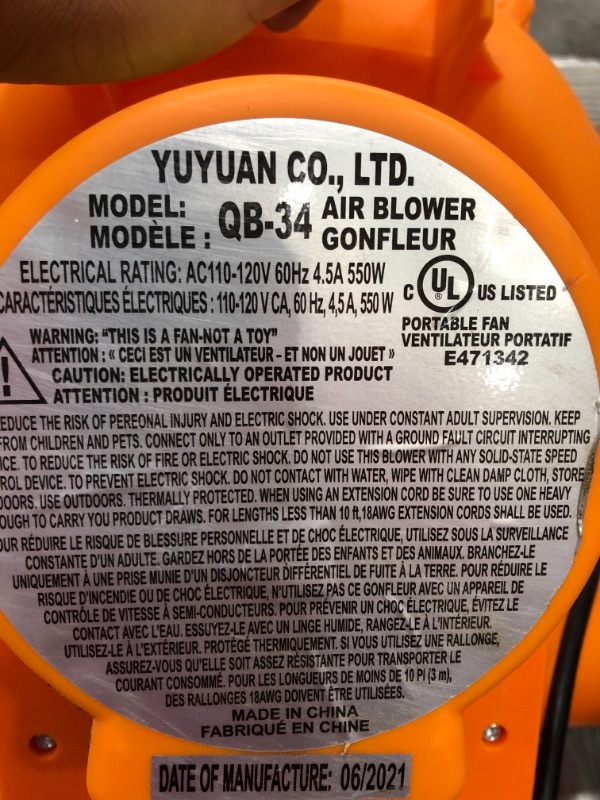 YUYUAN CO., LTD.
MODEL: QB-34 AIR BLOWER
MODÈLE : GONFLEUR
ELECTRICAL RATING: AC110-120V 60Hz 4.5A 550W
CARACTÉRISTIQUES ÉLECTRIQUES : 110-120 V CA, 60 Hz, 4,5 A, 550 W
C UL US LISTED
PORTABLE FAN
VENTILATEUR PORTATIF
E471342
WARNING: “THIS IS A FAN-NOT A TOY”
ATTENTION : « CECI EST UN VENTILATEUR – ET NON UN JOUET »
CAUTION: ELECTRICALLY OPERATED PRODUCT
ATTENTION : PRODUIT ÉLECTRIQUE
EDUCE THE RISK OF PEREONAL INJURY AND ELECTRIC SHOCK. USE UNDER CONSTANT ADULT SUPERVISION. KEEP
FROM CHILDREN AND PETS. CONNECT ONLY TO AN OUTLET PROVIDED WITH A GROUND FAULT CIRCUIT INTERRUPTING
ICE. TO REDUCE THE RISK OF FIRE OR ELECTRIC SHOCK. DO NOT USE THIS BLOWER WITH ANY SOLID-STATE SPEED
ROL DEVICE. TO PREVENT ELECTRIC SHOCK. DO NOT CONTACT WITH WATER, WIPE WITH CLEAN DAMP CLOTH, STORE
DOORS. USE OUTDOORS. THERMALLY PROTECTED. WHEN USING AN EXTENSION CORD BE SURE TO USE ONE HEAVY
OUGH TO CARRY YOU PRODUCT DRAWS. FOR LENGTHS LESS THAN 10 ft,18AWG EXTENSION CORDS SHALL BE USED.
OUR RÉDUIRE LE RISQUE DE BLESSURE PERSONNELLE ET DE CHOC ÉLECTRIQUE, UTILISEZ SOUS LA SURVEILLANCE
CONSTANTE D'UN ADULTE. GARDEZ HORS DE LA PORTÉE DES ENFANTS ET DES ANIMAUX. BRANCHEZ-LE
UNIQUEMENT À UNE PRISE MUNIE D'UN DISJONCTEUR DIFFÉRENTIEL DE FUITE À LA TERRE. POUR RÉDUIRE LE
RISQUE D'INCENDIE OU DE CHOC ÉLECTRIQUE, N'UTILISEZ PAS CE GONFLEUR AVEC UN APPAREIL DE
CONTRÔLE DE VITESSE À SEMI-CONDUCTEURS. POUR PRÉVENIR UN CHOC ÉLECTRIQUE, ÉVITEZ LE
CONTACT AVEC L'EAU. ESSUYEZ-LE AVEC UN LINGE HUMIDE, RANGEZ-LE À L'INTÉRIEUR.
UTILISEZ-LE À L'EXTÉRIEUR. PROTÉGÉ THERMIQUEMENT. SI VOUS UTILISEZ UNE RALLONGE,
ASSUREZ-VOUS QU'ELLE SOIT ASSEZ RÉSISTANTE POUR TRANSPORTER LE
COURANT CONSOMMÉ. POUR LES LONGUEURS DE MOINS DE 10 Pi (3 m),
DES RALLONGES 18AWG DOIVENT ÊTRE UTILISÉES.
MADE IN CHINA
FABRIQUÉ EN CHINE
DATE OF MANUFACTURE: 06/2021